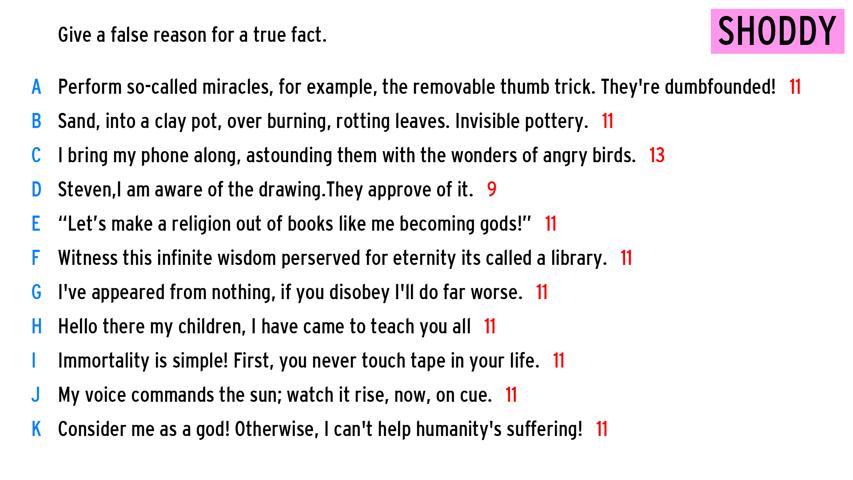 Give a false reason for a true fact.
SHODDY
A Perform so-called miracles, for example, the removable thumb trick. They're dumbfounded! 11
B Sand, into a clay pot, over burning, rotting leaves. Invisible pottery. 11
C I bring my phone along, astounding them with the wonders of angry birds. 13
D Steven,I am aware of the drawing.They approve of it. 9
E “Let’s make a religion out of books like me becoming gods!” 11
F Witness this infinite wisdom perserved for eternity its called a library. 11
G I've appeared from nothing, if you disobey I'll do far worse. 11
H Hello there my children, I have came to teach you all 11
I Immortality is simple! First, you never touch tape in your life. 11
J My voice commands the sun; watch it rise, now, on cue. 11
K Consider me as a god! Otherwise, I can't help humanity's suffering! 11